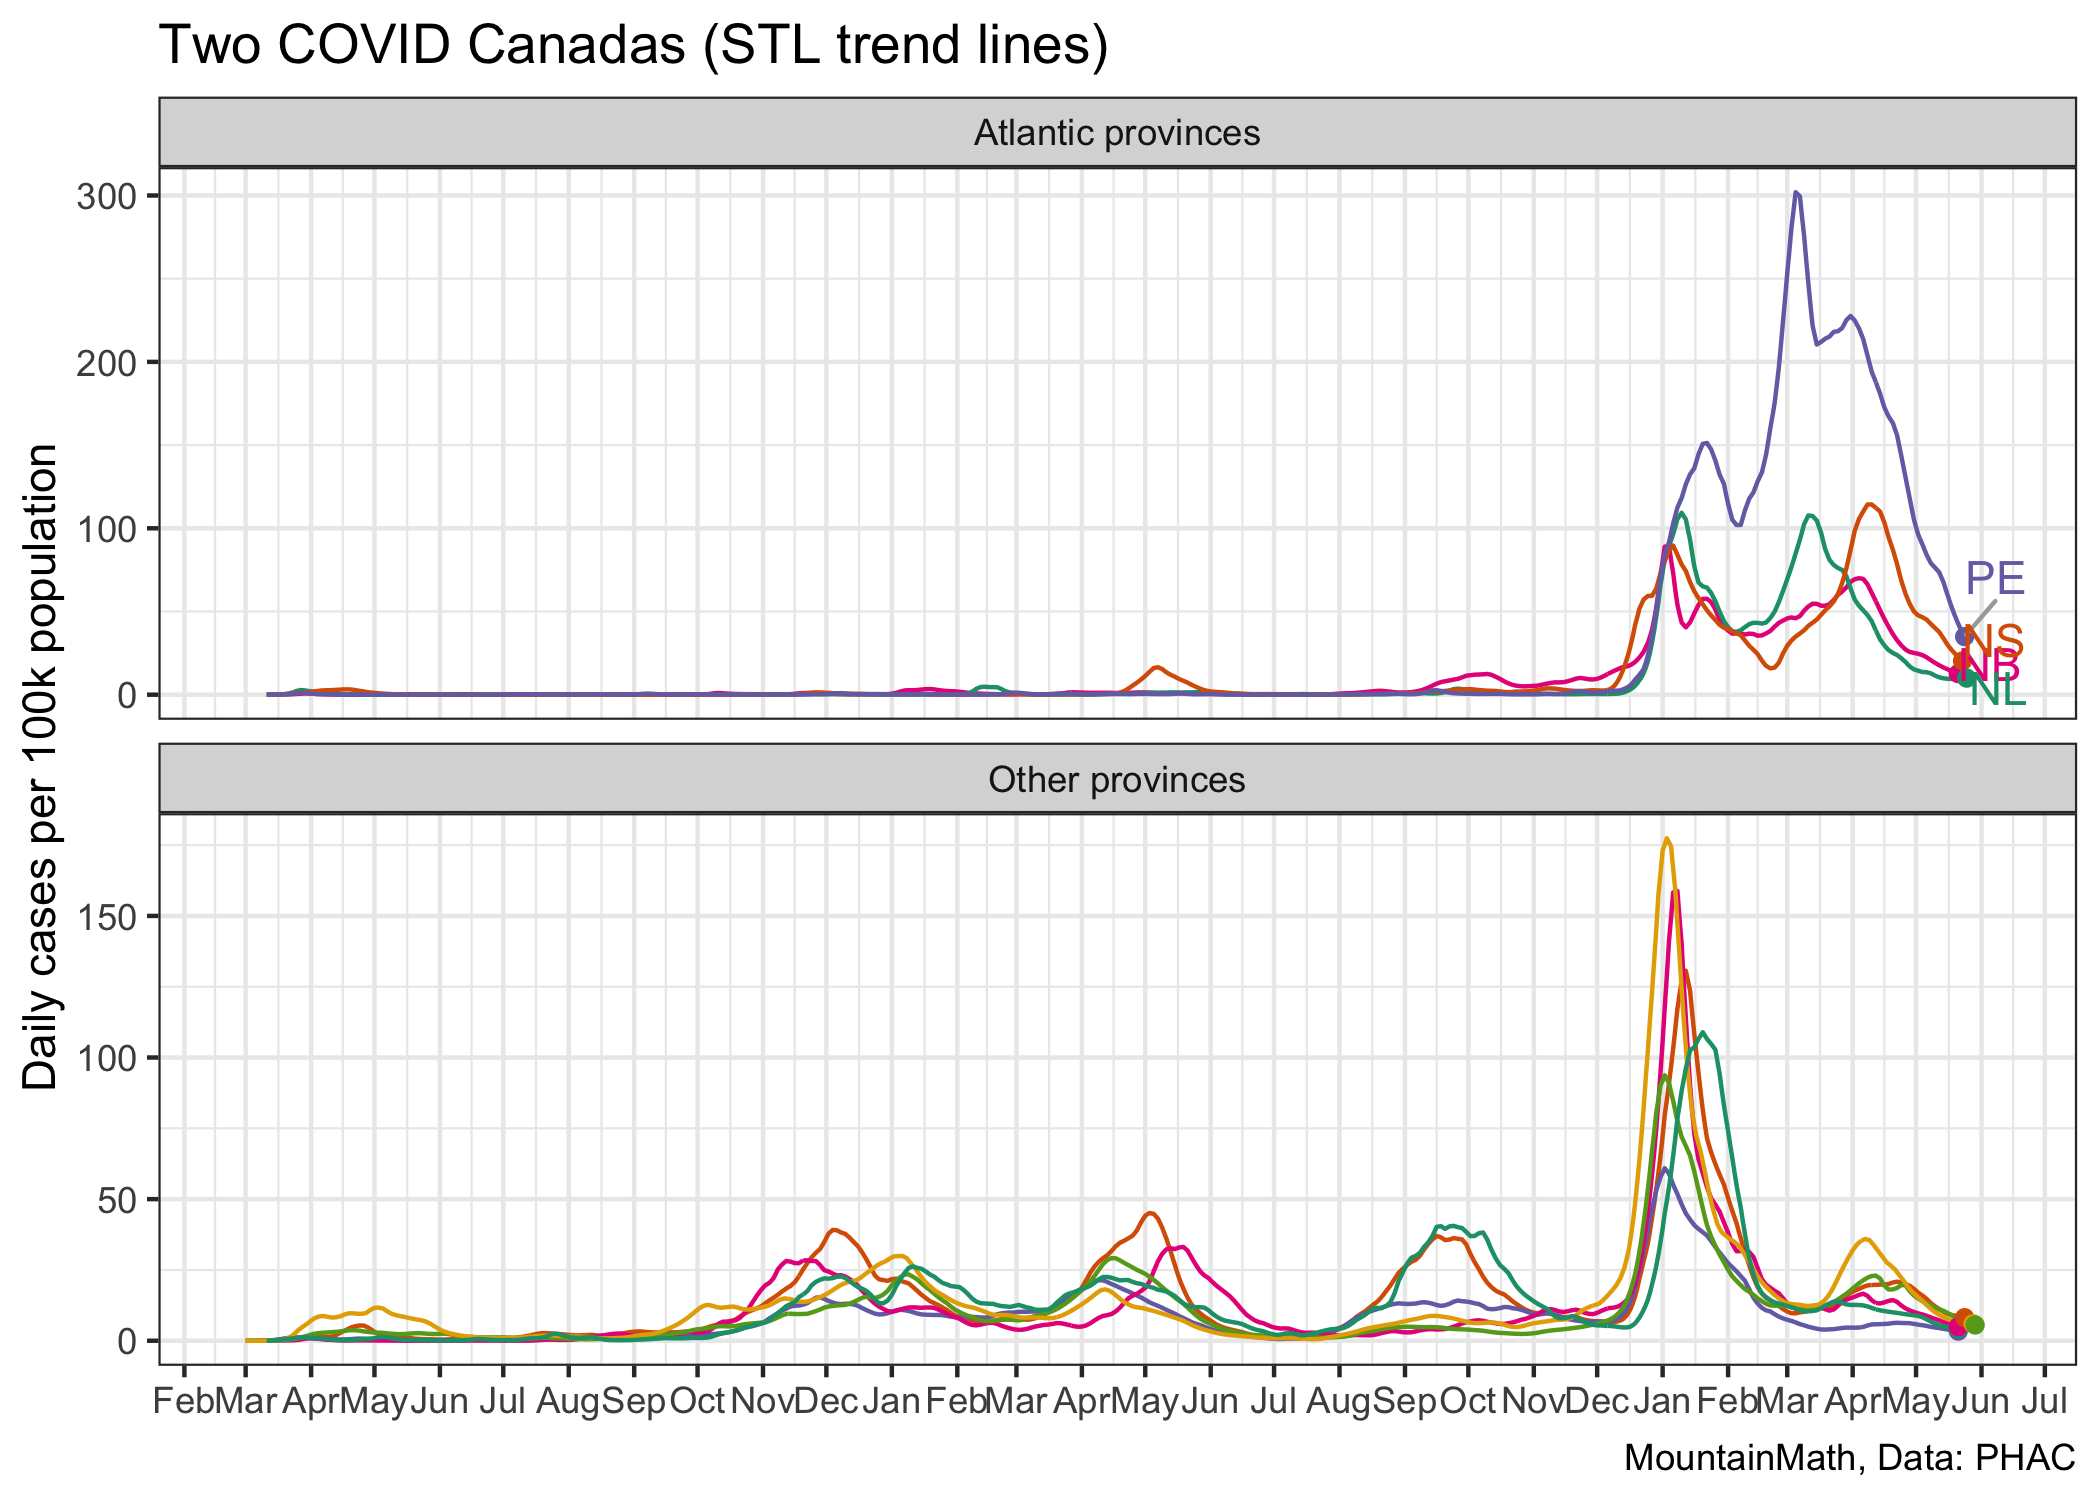 Two COVID Canadas (STL trend lines)
Atlantic provinces
300
200
100
0
PE
NS
NB
NL
Daily cases per 100k population
Other provinces
150
100
50
0
Feb Mar Apr May Jun Jul Aug Sep Oct Nov Dec Jan Feb Mar Apr May Jun Jul Aug Sep Oct Nov Dec Jan Feb Mar Apr May Jun Jul
MountainMath, Data: PHAC